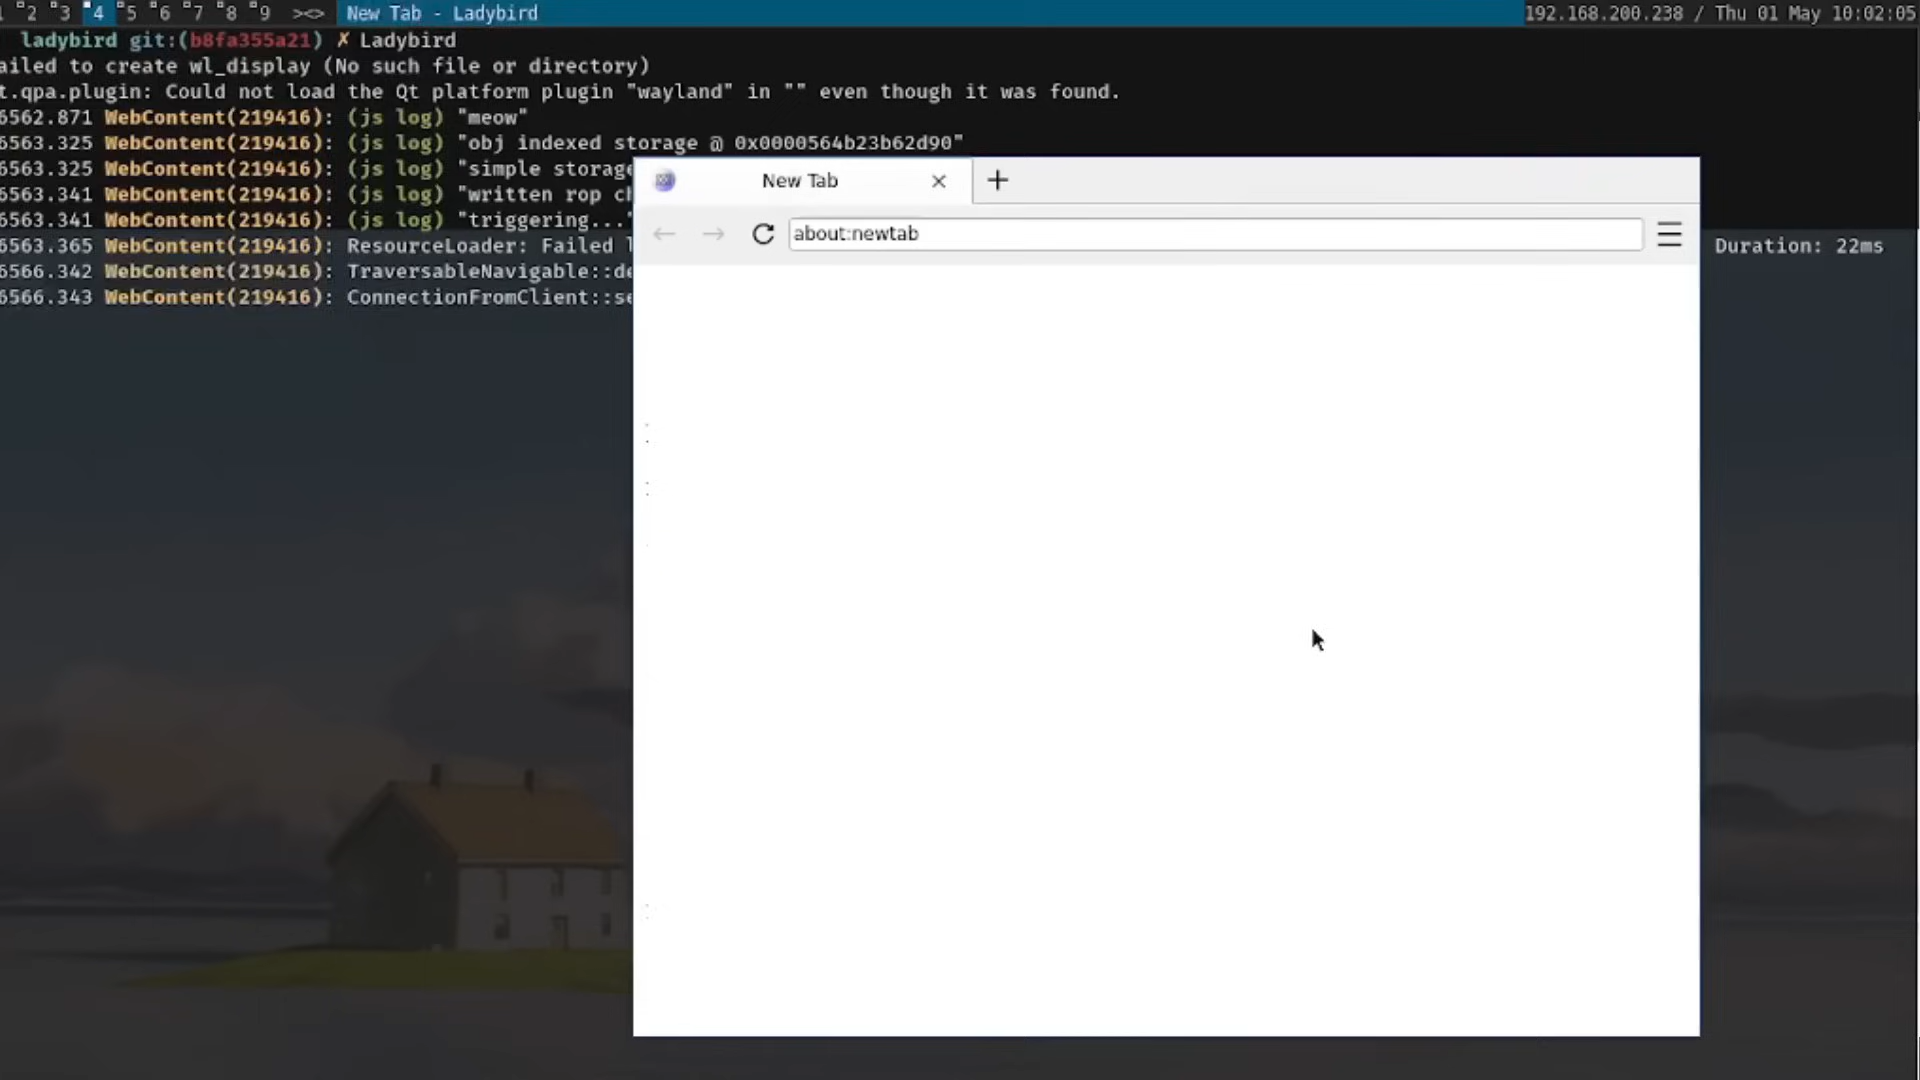 2 3 4 5 6 7 8 9 ><> New Tab - Ladybird 192.168.200.238 / Thu 01 May 10:02:05
ladybird git:(b8fa355a21) ✗ Ladybird
ailed to create wl_display (No such file or directory)
t.qpa.plugin: Could not load the Qt platform plugin "wayland" in "" even though it was found.
6562.871 WebContent(219416): (js log) "meow"
6563.325 WebContent(219416): (js log) "obj indexed storage @ 0x0000564b23b62d90"
6563.325 WebContent(219416): (js log) "simple storage
6563.341 WebContent(219416): (js log) "written rop ch
6563.341 WebContent(219416): (js log) "triggering..."
6563.365 WebContent(219416): ResourceLoader: Failed l Duration: 22ms
6566.342 WebContent(219416): TraversableNavigable::de
6566.343 WebContent(219416): ConnectionFromClient::se
New Tab
about:newtab